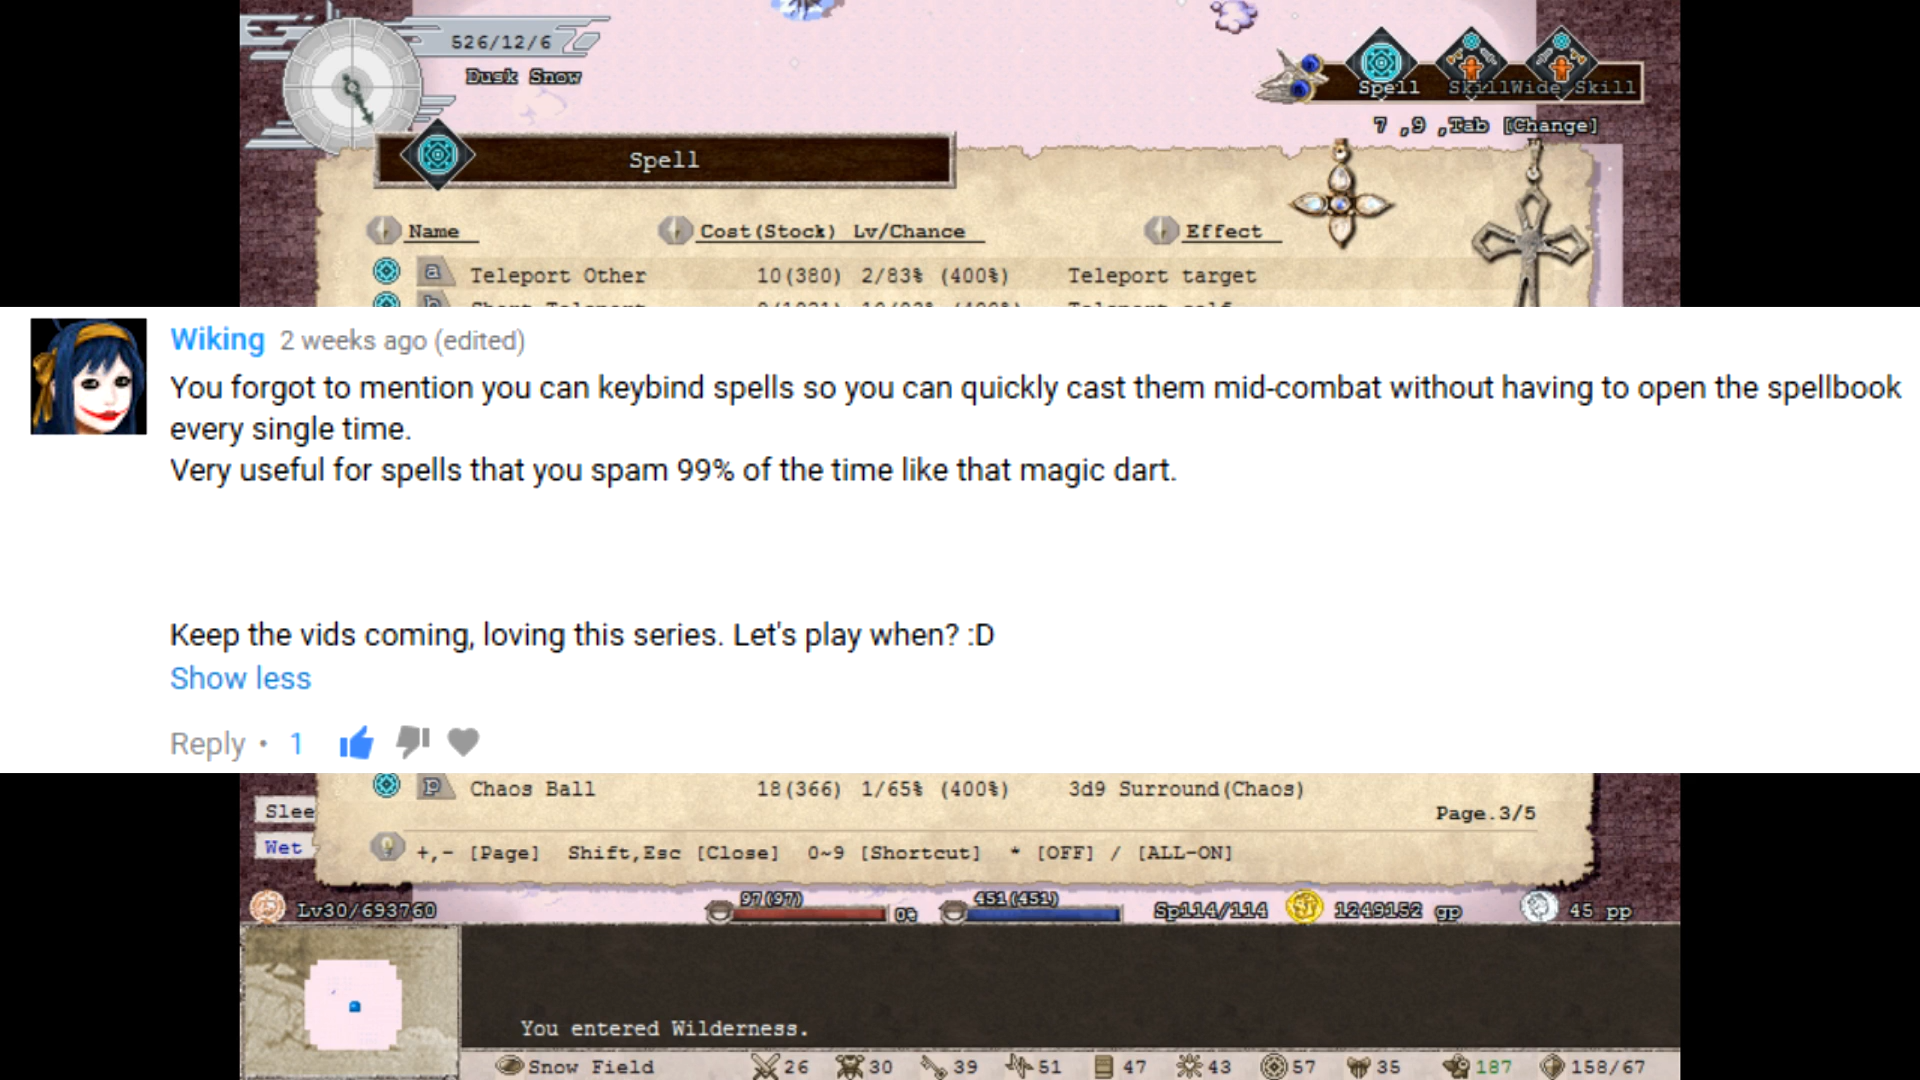 526/12/6
Dusk Snow
Spell SkillWide Skill
7 ,9 ,Tab [Change]
Spell
Name Cost(Stock) Lv/Chance Effect
a Teleport Other 10(380) 2/83% (400%) Teleport target
Wiking 2 weeks ago (edited)
You forgot to mention you can keybind spells so you can quickly cast them mid-combat without having to open the spellbook
every single time.
Very useful for spells that you spam 99% of the time like that magic dart.
Keep the vids coming, loving this series. Let's play when? :D
Show less
Reply • 1
p Chaos Ball 18(366) 1/65% (400%) 3d9 Surround(Chaos)
Slee
Page.3/5
Wet
+,- [Page] Shift,Esc [Close] 0~9 [Shortcut] * [OFF] / [ALL-ON]
Lv30/693760 97(97) 0% 451(451) Sp114/114 1249152 gp 45 pp
You entered Wilderness.
Snow Field 26 30 39 51 47 43 57 35 187 158/67